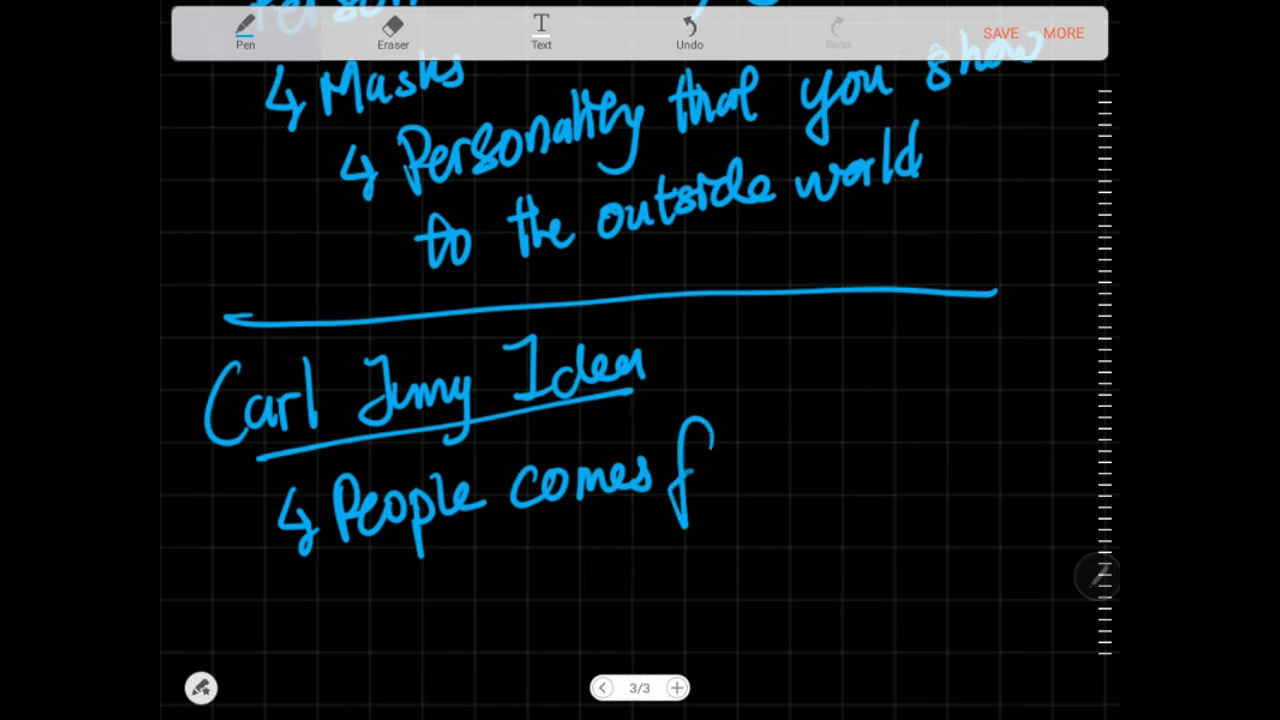 Person
Pen Eraser Text Undo Redo SAVE MORE
↳ Masks
↳ Personality that you show
to the outside world
Carl Jung Idea
↳ People comes f
3/3